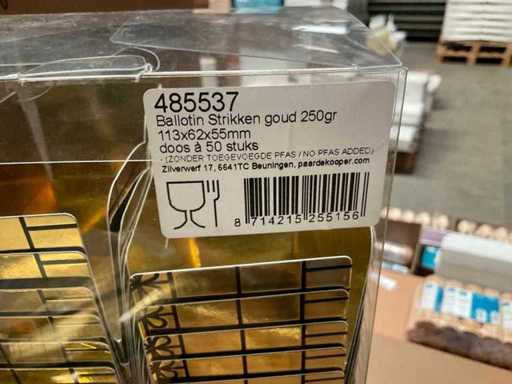 485537
Ballotin Strikken goud 250gr
113x62x55mm
doos à 50 stuks
- (ZONDER TOEGEVOEGDE PFAS / NO PFAS ADDED)
Zilverwerf 17, 6641TC Beuningen, paardekooper.com
8 714215 255156